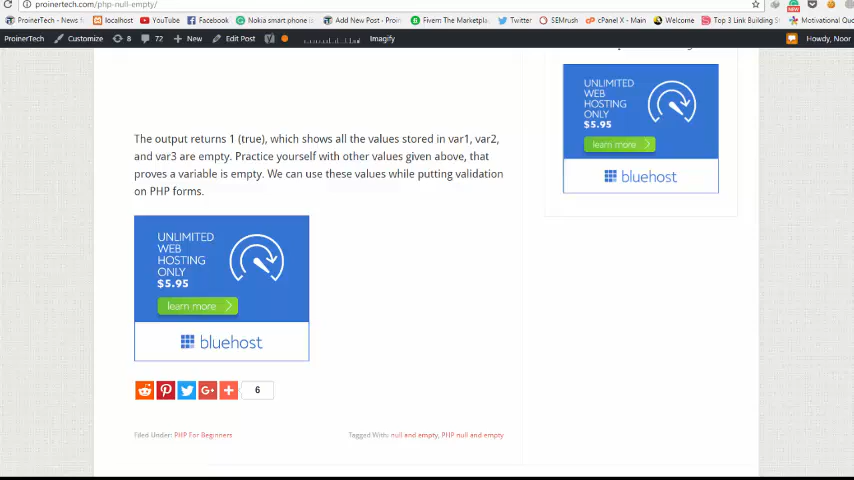 proinertech.com/php-null-empty/
ProinerTech - News f
localhost
YouTube
Facebook
Nokia smart phone is
Add New Post - Proin
Fiverr The Marketpla
Twitter
SEMrush
cPanel X - Main
Welcome
Top 3 Link Building S
Motivational Quo
ProinerTech
Customize
8
72
New
Edit Post
Imagify
Howdy, Noor
UNLIMITED
WEB
HOSTING
ONLY
$5.95
learn more
bluehost
The output returns 1 (true), which shows all the values stored in var1, var2,
and var3 are empty. Practice yourself with other values given above, that
proves a variable is empty. We can use these values while putting validation
on PHP forms.
UNLIMITED
WEB
HOSTING
ONLY
$5.95
learn more
bluehost
6
Filed Under: PHP For Beginners
Tagged With: null and empty, PHP null and empty